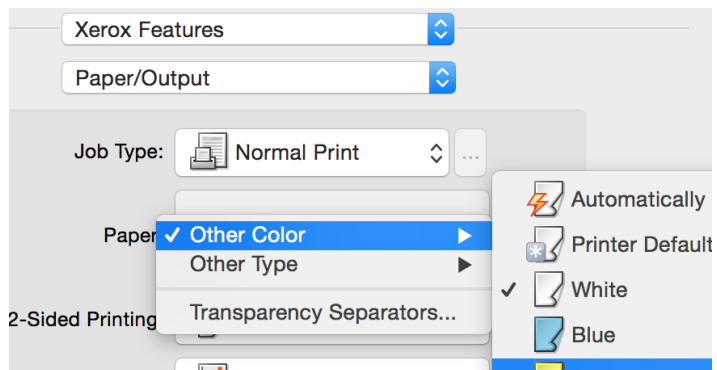 Xerox Features
Paper/Output
Job Type:
Normal Print
...
Automatically
Paper
Other Color
Printer Default
Other Type
White
2-Sided Printing
Transparency Separators...
Blue